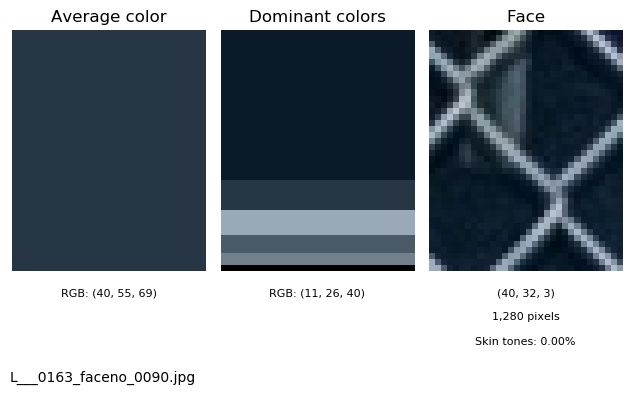 Average color
Dominant colors
Face
RGB: (40, 55, 69)
RGB: (11, 26, 40)
(40, 32, 3)
1,280 pixels
Skin tones: 0.00%
L___0163_faceno_0090.jpg